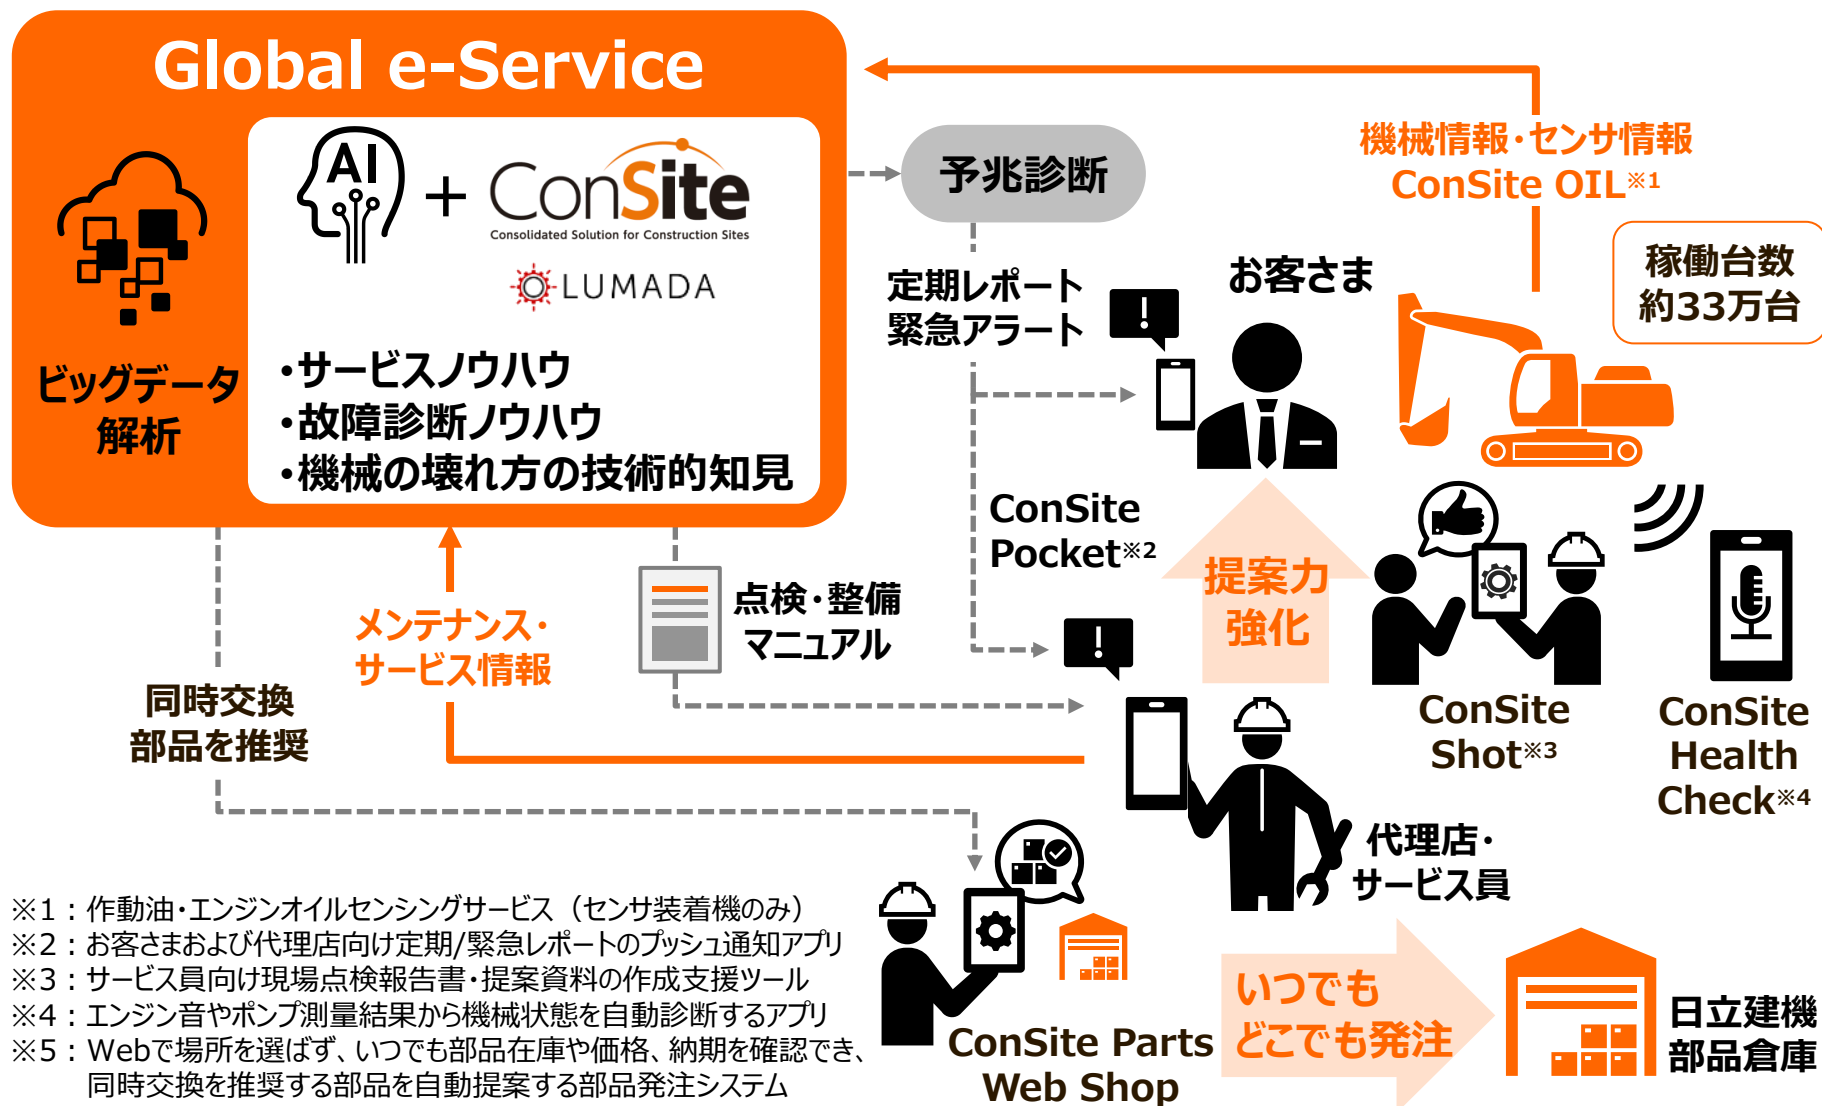 Global e-Service
AI
+
ConSite
Consolidated Solution for Construction Sites
LUMADA
ビッグデータ
解析
・サービスノウハウ
・故障診断ノウハウ
・機械の壊れ方の技術的知見
予兆診断
定期レポート
緊急アラート
お客さま
機械情報・センサ情報
ConSite OIL※1
稼働台数
約33万台
ConSite
Pocket※2
提案力
強化
点検・整備
マニュアル
メンテナンス・
サービス情報
同時交換
部品を推奨
ConSite
Shot※3
ConSite
Health
Check※4
代理店・
サービス員
ConSite Parts
Web Shop
いつでも
どこでも発注
日立建機
部品倉庫
※1：作動油・エンジンオイルセンシングサービス（センサ装着機のみ）
※2：お客さまおよび代理店向け定期/緊急レポートのプッシュ通知アプリ
※3：サービス員向け現場点検報告書・提案資料の作成支援ツール
※4：エンジン音やポンプ測量結果から機械状態を自動診断するアプリ
※5：Webで場所を選ばず、いつでも部品在庫や価格、納期を確認でき、
同時交換を推奨する部品を自動提案する部品発注システム